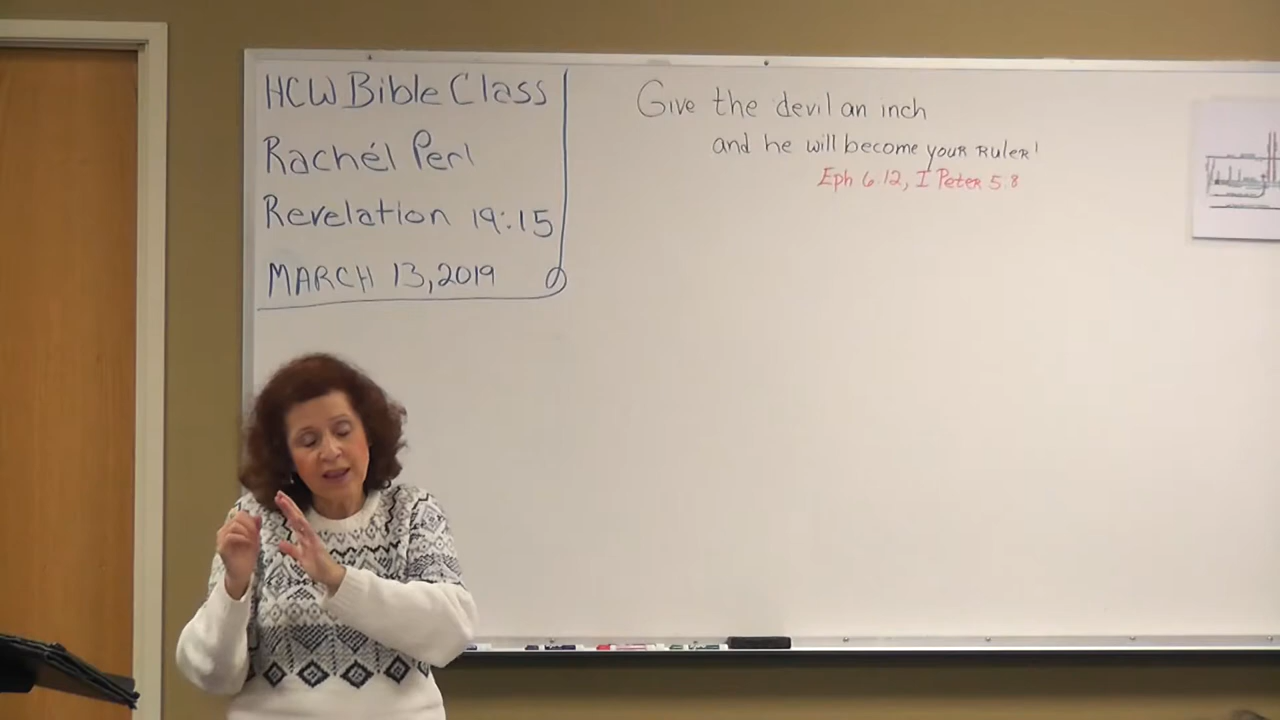 HCW Bible Class
Rachél Perl
Revelation 19:15
MARCH 13, 2019
Give the devil an inch
and he will become your RULER!
Eph 6:12, I Peter 5:8